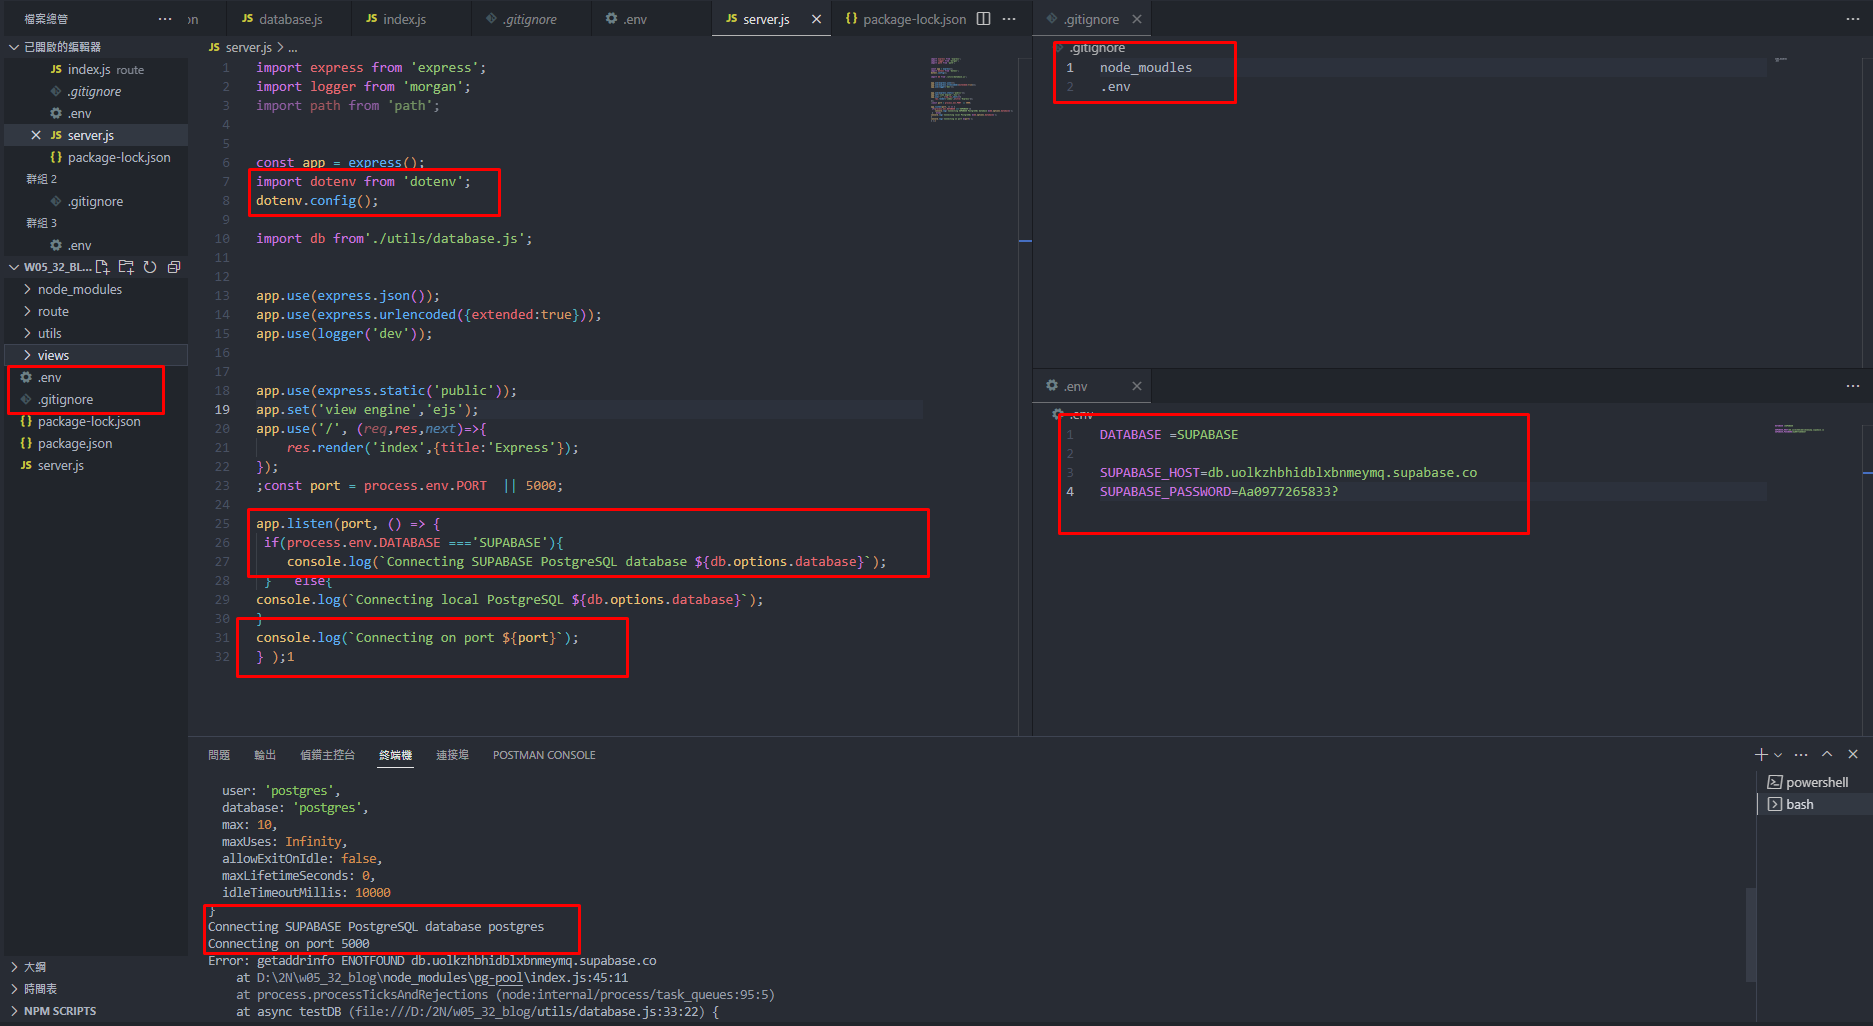 檔案總管
on
JS database.js
JS index.js
.gitignore
.env
JS server.js
{} package-lock.json
.gitignore
已開啟的編輯器
JS index.js route
.gitignore
.env
JS server.js
{} package-lock.json
群組 2
.gitignore
群組 3
.env
W05_32_BL...
node_modules
route
utils
views
.env
.gitignore
{} package-lock.json
{} package.json
JS server.js
大綱
時間表
NPM SCRIPTS
JS server.js > ...
1 import express from 'express';
2 import logger from 'morgan';
3 import path from 'path';
4
5
6 const app = express();
7 import dotenv from 'dotenv';
8 dotenv.config();
9
10 import db from'./utils/database.js';
11
12
13 app.use(express.json());
14 app.use(express.urlencoded({extended:true}));
15 app.use(logger('dev'));
16
17
18 app.use(express.static('public'));
19 app.set('view engine','ejs');
20 app.use('/', (req,res,next)=>{
21 res.render('index',{title:'Express'});
22 });
23 ;const port = process.env.PORT || 5000;
24
25 app.listen(port, () => {
26 if(process.env.DATABASE ==='SUPABASE'){
27 console.log(`Connecting SUPABASE PostgreSQL database ${db.options.database}`);
28 } else{
29 console.log(`Connecting local PostgreSQL ${db.options.database}`);
30 }
31 console.log(`Connecting on port ${port}`);
32 } );1
.gitignore
1 node_moudles
2 .env
.env
.env
1 DATABASE =SUPABASE
2
3 SUPABASE_HOST=db.uolkzhbhidblxbnmeymq.supabase.co
4 SUPABASE_PASSWORD=Aa0977265833?
問題 輸出 偵錯主控台 終端機 連接埠 POSTMAN CONSOLE
user: 'postgres',
database: 'postgres',
max: 10,
maxUses: Infinity,
allowExitOnIdle: false,
maxLifetimeSeconds: 0,
idleTimeoutMillis: 10000
}
Connecting SUPABASE PostgreSQL database postgres
Connecting on port 5000
Error: getaddrinfo ENOTFOUND db.uolkzhbhidblxbnmeymq.supabase.co
at D:\2N\w05_32_blog\node_modules\pg-pool\index.js:45:11
at process.processTicksAndRejections (node:internal/process/task_queues:95:5)
at async testDB (file:///D:/2N/w05_32_blog/utils/database.js:33:22) {
powershell
bash